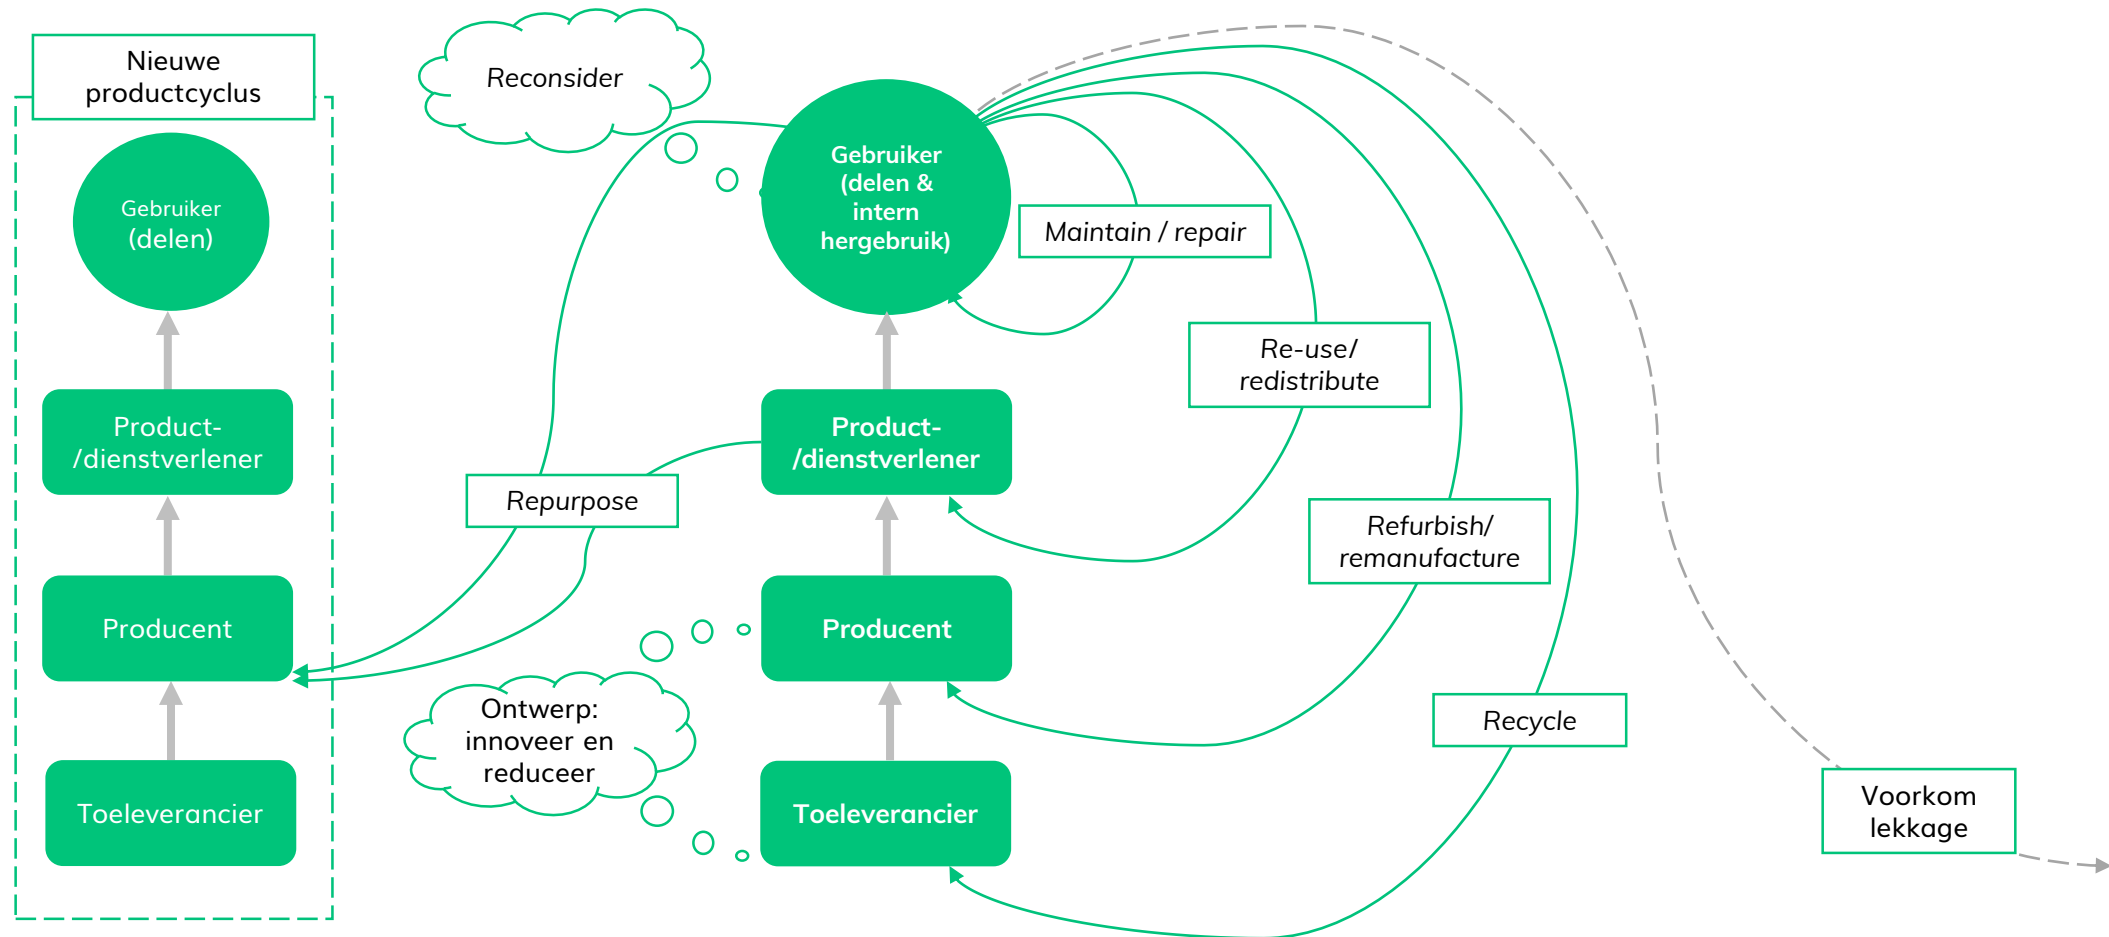 Nieuwe
productcyclus
Gebruiker
(delen)
Product-
/dienstverlener
Producent
Toeleverancier
Reconsider
Gebruiker
(delen &
intern
hergebruik)
Product-
/dienstverlener
Producent
Toeleverancier
Repurpose
Ontwerp:
innoveer en
reduceer
Maintain / repair
Re-use/
redistribute
Refurbish/
remanufacture
Recycle
Voorkom
lekkage